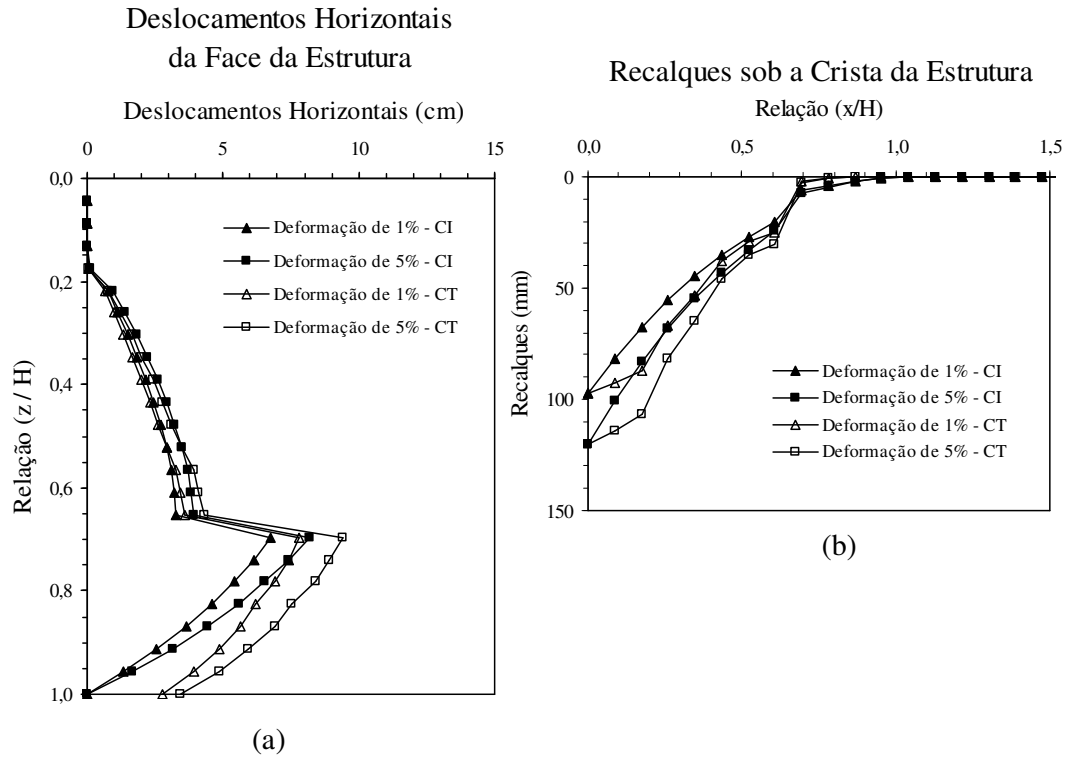 Deslocamentos Horizontais
da Face da Estrutura
Deslocamentos Horizontais (cm)
0 5 10 15
0,0
0,2
0,4
0,6
0,8
1,0
Relação (z / H)
Deformação de 1% - CI
Deformação de 5% - CI
Deformação de 1% - CT
Deformação de 5% - CT
(a)
Recalques sob a Crista da Estrutura
Relação (x/H)
0,0 0,5 1,0 1,5
0
50
100
150
Recalques (mm)
Deformação de 1% - CI
Deformação de 5% - CI
Deformação de 1% - CT
Deformação de 5% - CT
(b)